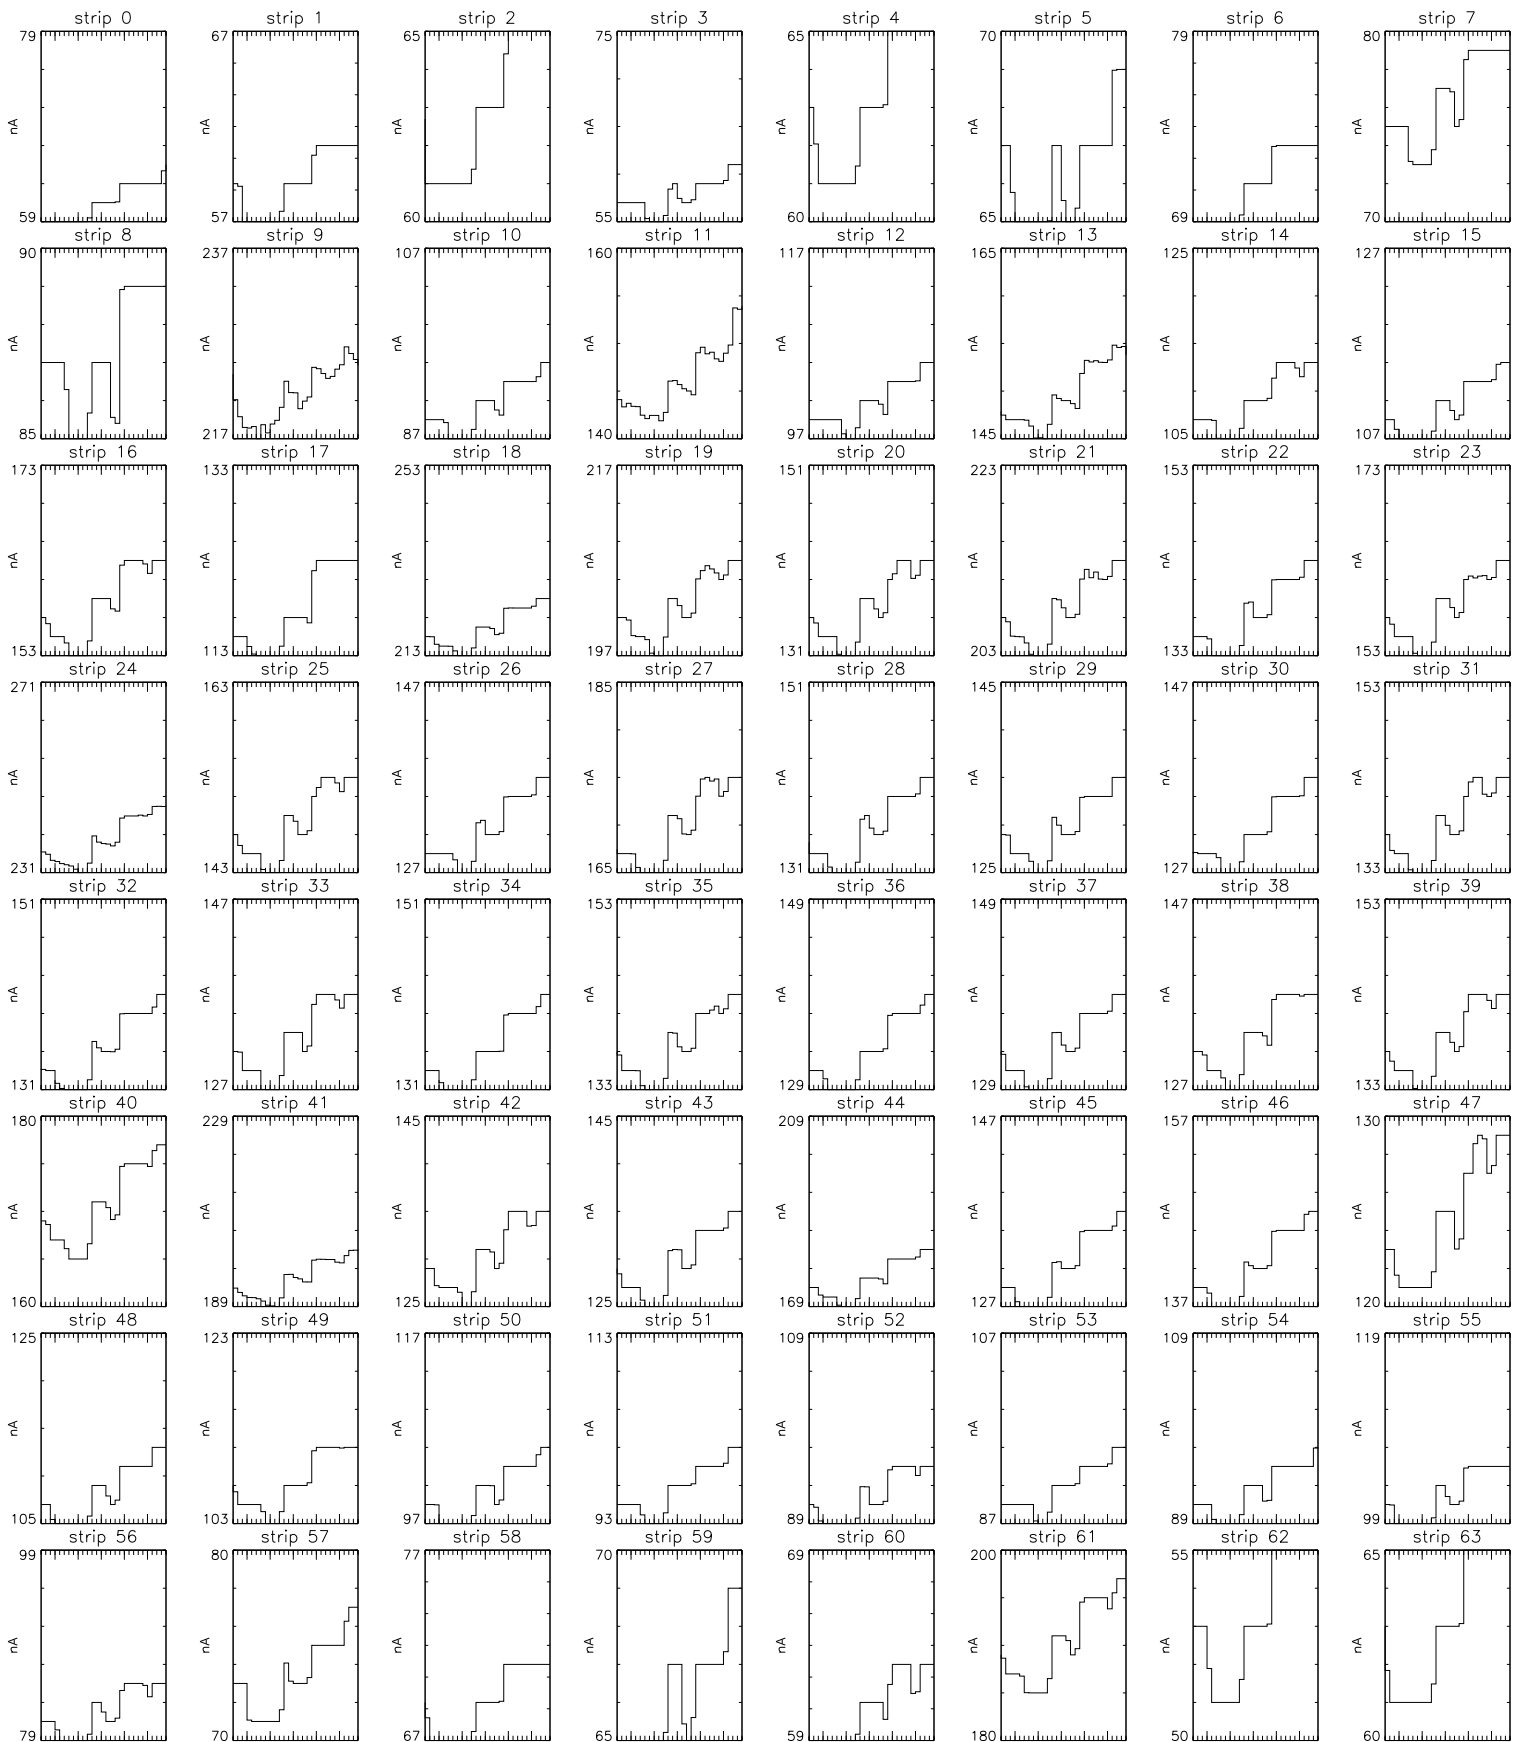 strip 0 strip 1 strip 2 strip 3 strip 4 strip 5 strip 6 strip 7
79 67 65 75 65 70 79 80
nA nA nA nA nA nA nA nA
59 57 60 55 60 65 69 70
strip 8 strip 9 strip 10 strip 11 strip 12 strip 13 strip 14 strip 15
90 237 107 160 117 165 125 127
nA nA nA nA nA nA nA nA
85 217 87 140 97 145 105 107
strip 16 strip 17 strip 18 strip 19 strip 20 strip 21 strip 22 strip 23
173 133 253 217 151 223 153 173
nA nA nA nA nA nA nA nA
153 113 213 197 131 203 133 153
strip 24 strip 25 strip 26 strip 27 strip 28 strip 29 strip 30 strip 31
271 163 147 185 151 145 147 153
nA nA nA nA nA nA nA nA
231 143 127 165 131 125 127 133
strip 32 strip 33 strip 34 strip 35 strip 36 strip 37 strip 38 strip 39
151 147 151 153 149 149 147 153
nA nA nA nA nA nA nA nA
131 127 131 133 129 129 127 133
strip 40 strip 41 strip 42 strip 43 strip 44 strip 45 strip 46 strip 47
180 229 145 145 209 147 157 130
nA nA nA nA nA nA nA nA
160 189 125 125 169 127 137 120
strip 48 strip 49 strip 50 strip 51 strip 52 strip 53 strip 54 strip 55
125 123 117 113 109 107 109 119
nA nA nA nA nA nA nA nA
105 103 97 93 89 87 89 99
strip 56 strip 57 strip 58 strip 59 strip 60 strip 61 strip 62 strip 63
99 80 77 70 69 200 55 65
nA nA nA nA nA nA nA nA
79 70 67 65 59 180 50 60